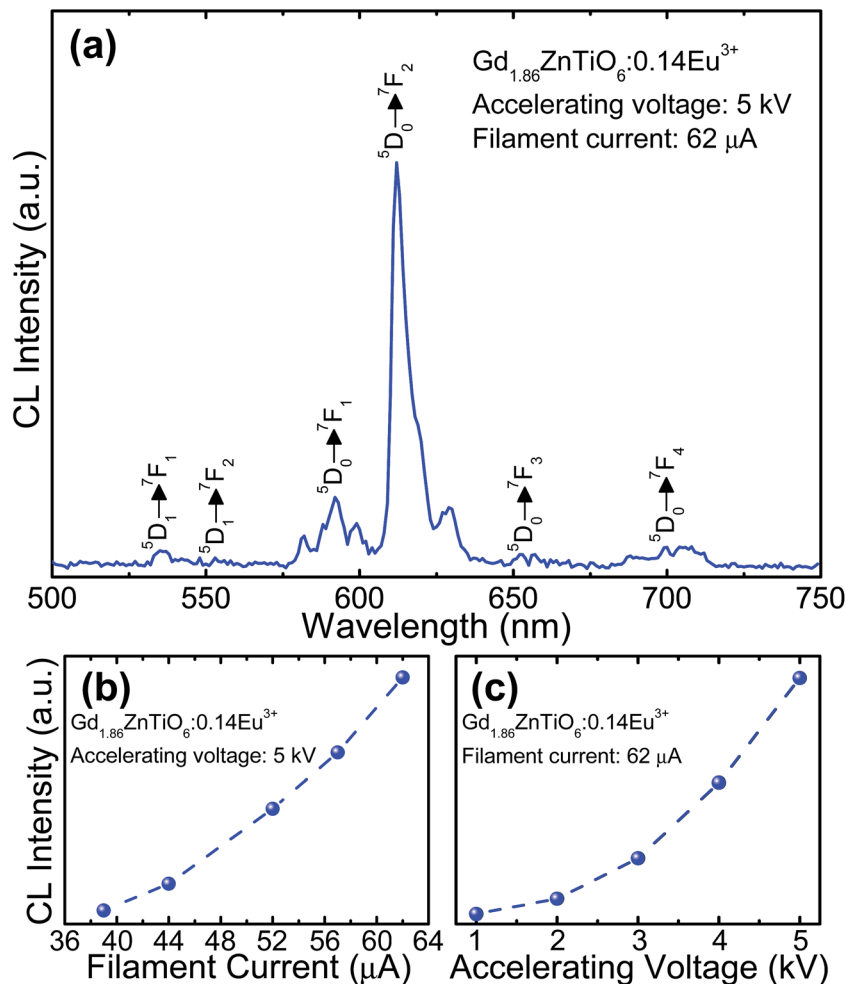 (a)
Gd1.86ZnTiO6:0.14Eu3+
Accelerating voltage: 5 kV
Filament current: 62 μA
5D0→7F2
5D0→7F1
5D1→7F1
5D1→7F2
5D0→7F3
5D0→7F4
CL Intensity (a.u.)
500 550 600 650 700 750
Wavelength (nm)
(b)
Gd1.86ZnTiO6:0.14Eu3+
Accelerating voltage: 5 kV
CL Intensity (a.u.)
36 40 44 48 52 56 60 64
Filament Current (μA)
(c)
Gd1.86ZnTiO6:0.14Eu3+
Filament current: 62 μA
1 2 3 4 5
Accelerating Voltage (kV)